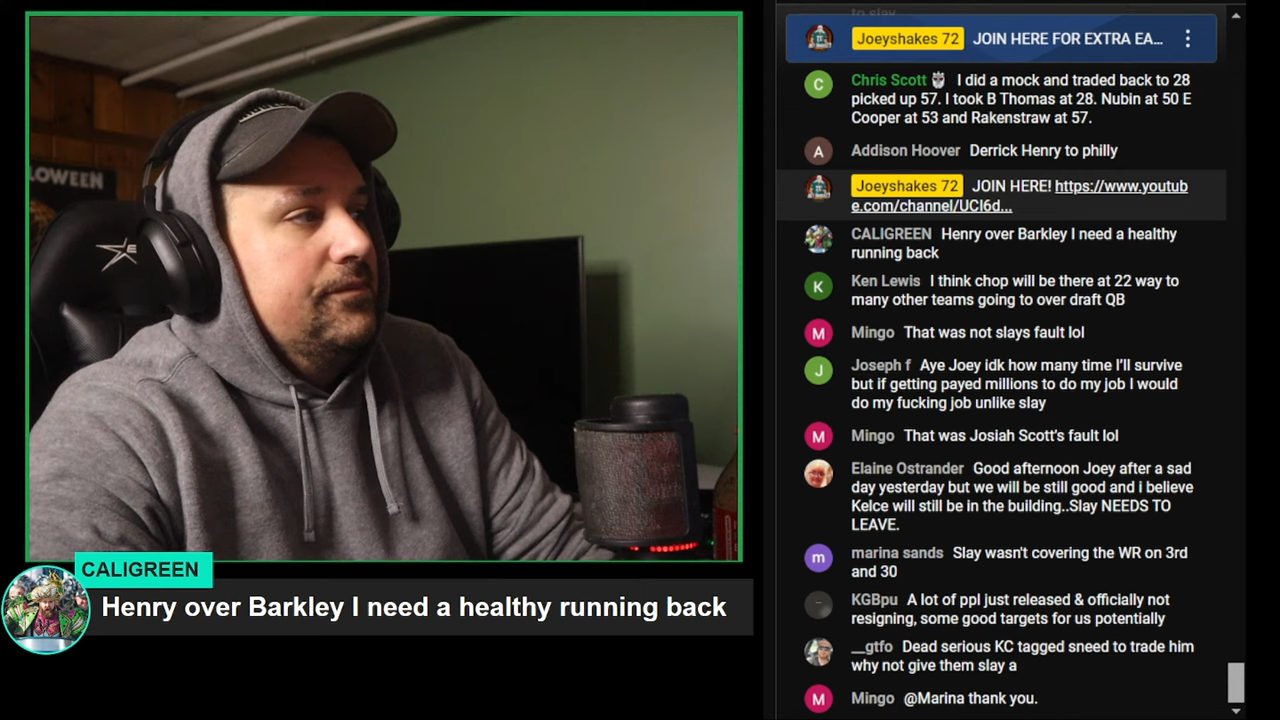 LOWEEN
CALIGREEN
Henry over Barkley I need a healthy running back
to slay
Joeyshakes 72 JOIN HERE FOR EXTRA EA...
C
Chris Scott I did a mock and traded back to 28
picked up 57. I took B Thomas at 28. Nubin at 50 E
Cooper at 53 and Rakenstraw at 57.
A
Addison Hoover Derrick Henry to philly
Joeyshakes 72 JOIN HERE! https://www.youtub
e.com/channel/UCI6d...
CALIGREEN Henry over Barkley I need a healthy
running back
K
Ken Lewis I think chop will be there at 22 way to
many other teams going to over draft QB
M
Mingo That was not slays fault lol
J
Joseph f Aye Joey idk how many time I'll survive
but if getting payed millions to do my job I would
do my fucking job unlike slay
M
Mingo That was Josiah Scott's fault lol
Elaine Ostrander Good afternoon Joey after a sad
day yesterday but we will be still good and i believe
Kelce will still be in the building..Slay NEEDS TO
LEAVE.
m
marina sands Slay wasn't covering the WR on 3rd
and 30
KGBpu A lot of ppl just released & officially not
resigning, some good targets for us potentially
__gtfo Dead serious KC tagged sneed to trade him
why not give them slay a
M
Mingo @Marina thank you.